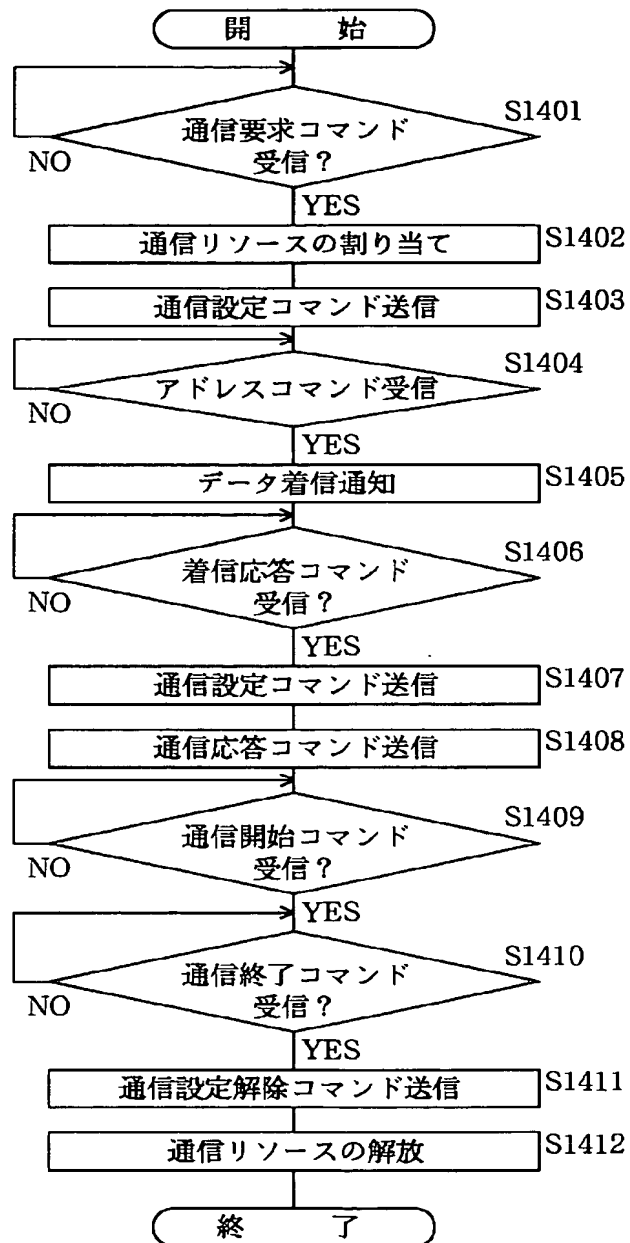 開 始
S1401
通信要求コマンド
受信？
NO
YES
通信リソースの割り当て
S1402
通信設定コマンド送信
S1403
S1404
アドレスコマンド受信
NO
YES
データ着信通知
S1405
S1406
着信応答コマンド
受信？
NO
YES
通信設定コマンド送信
S1407
通信応答コマンド送信
S1408
S1409
通信開始コマンド
受信？
NO
YES
S1410
通信終了コマンド
受信？
NO
YES
通信設定解除コマンド送信
S1411
通信リソースの解放
S1412
終 了